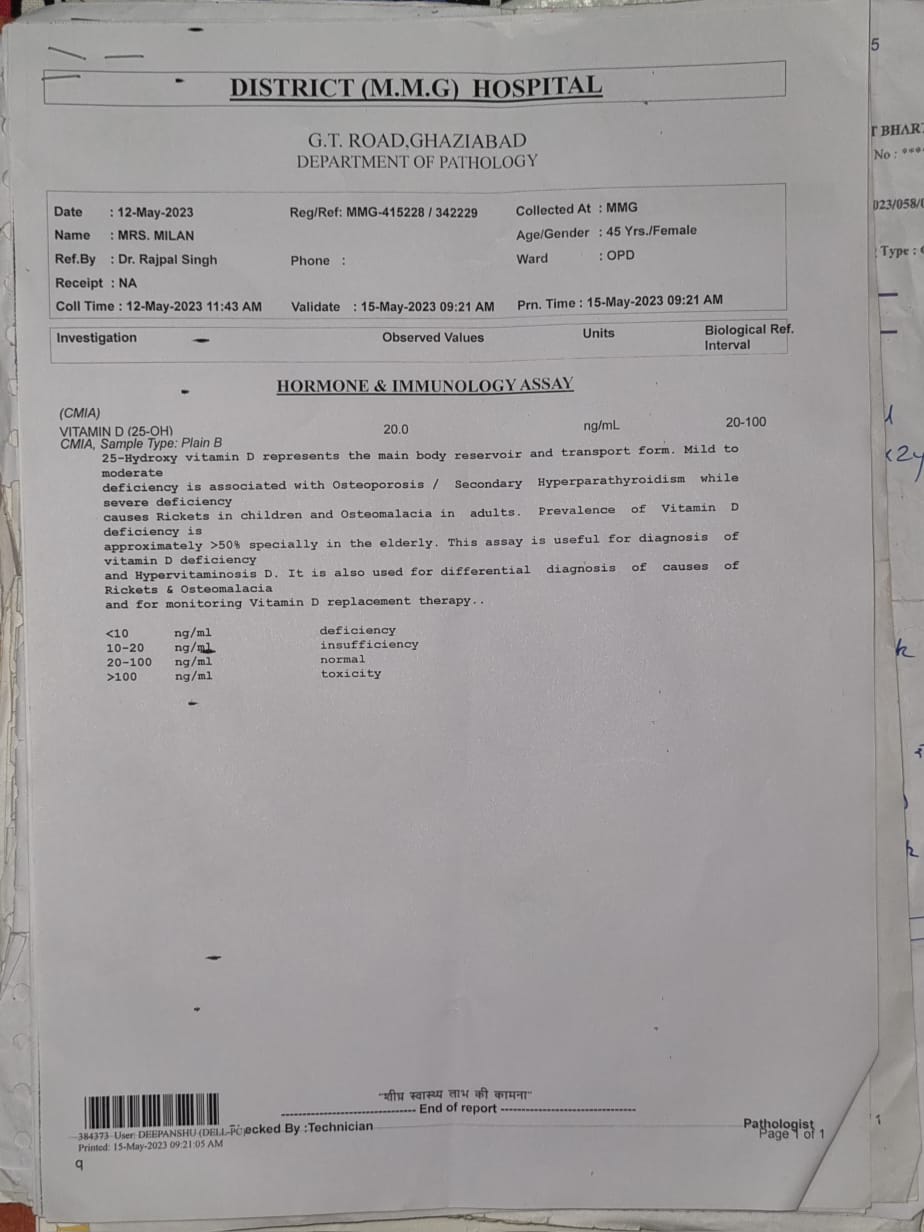 DISTRICT (M.M.G) HOSPITAL
G.T. ROAD,GHAZIABAD
DEPARTMENT OF PATHOLOGY
Date : 12-May-2023 Reg/Ref: MMG-415228 / 342229 Collected At : MMG
Name : MRS. MILAN Age/Gender : 45 Yrs./Female
Ref.By : Dr. Rajpal Singh Phone : Ward : OPD
Receipt : NA
Coll Time : 12-May-2023 11:43 AM Validate : 15-May-2023 09:21 AM Prn. Time : 15-May-2023 09:21 AM
Investigation Observed Values Units Biological Ref.
Interval
HORMONE & IMMUNOLOGY ASSAY
(CMIA)
VITAMIN D (25-OH) 20.0 ng/mL 20-100
CMIA, Sample Type: Plain B
25-Hydroxy vitamin D represents the main body reservoir and transport form. Mild to
moderate
deficiency is associated with Osteoporosis / Secondary Hyperparathyroidism while
severe deficiency
causes Rickets in children and Osteomalacia in adults. Prevalence of Vitamin D
deficiency is
approximately >50% specially in the elderly. This assay is useful for diagnosis of
vitamin D deficiency
and Hypervitaminosis D. It is also used for differential diagnosis of causes of
Rickets & Osteomalacia
and for monitoring Vitamin D replacement therapy..
<10 ng/ml deficiency
10-20 ng/ml insufficiency
20-100 ng/ml normal
>100 ng/ml toxicity
"शीघ्र स्वास्थ्य लाभ की कामना"
End of report
384373 User: DEEPANSHU (DELL-PC) Checked By :Technician Pathologist
Printed: 15-May-2023 09:21:05 AM Page 1 of 1
q
5
BHAR
No : ***
023/058/
Type :